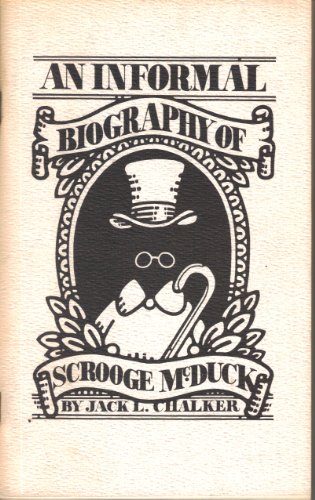 AN INFORMAL
BIOGRAPHY OF
SCROOGE McDUCK
BY JACK L. CHALKER